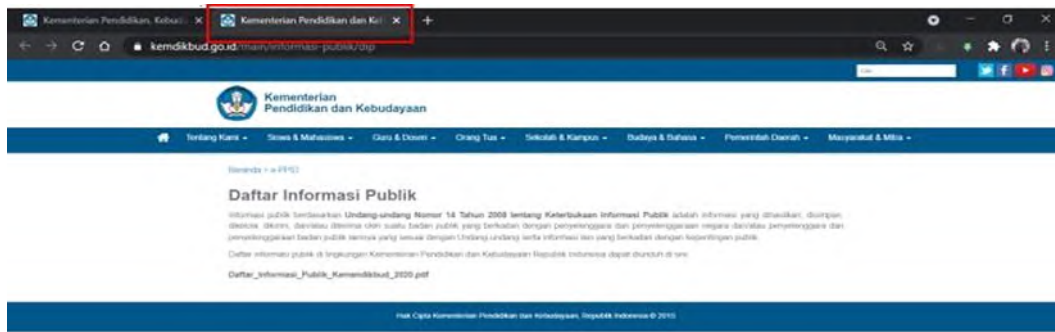 Kementerian Pendidikan, Kebud
Kementerian Pendidikan dan Ke
kemdikbud.go.id/main/informasi-publik/dip
Kementerian
Pendidikan dan Kebudayaan
Tentang Kami Siswa & Mahasiswa Guru & Dosen Orang Tua Sekolah & Kampus Budaya & Bahasa Pemerintah Daerah Masyarakat & Mitra
Beranda > e-PPID
Daftar Informasi Publik
Informasi publik berdasarkan Undang-undang Nomor 14 Tahun 2008 tentang Keterbukaan Informasi Publik adalah informasi yang dihasilkan, disimpan,
dikelola, dikirim, dan/atau diterima oleh suatu badan publik yang berkaitan dengan penyelenggara dan penyelenggaraan negara dan/atau penyelenggara dan
penyelenggaraan badan publik lainnya yang sesuai dengan Undang undang serta informasi lain yang berkaitan dengan kepentingan publik.
Daftar informasi publik di lingkungan Kementerian Pendidikan dan Kebudayaan Republik Indonesia dapat diunduh di sini
Daftar_Informasi_Publik_Kemendikbud_2020.pdf
Hak Cipta Kementerian Pendidikan dan Kebudayaan, Republik Indonesia © 2015